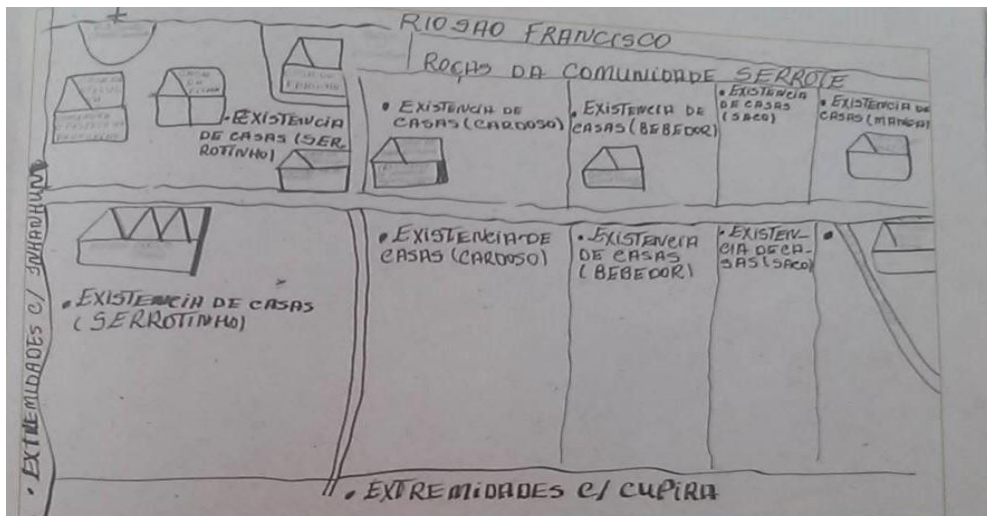 RIO SAO FRANCISCO
ROÇAS DA COMUNIDADE SERROTE
• EXISTENCIA
DE CASAS (SER
ROTINHO)
• EXISTENCIA DE
CASAS (CARDOSO)
• EXISTENCIA DE
CASAS (BEBEDOR)
• EXISTENCIA
DE CASAS
(SACO)
• EXISTENCIA DE
CASAS (MANGA)
• EXISTENCIA DE CASAS
(SERROTINHO)
• EXISTENCIA DE
CASAS (CARDOSO)
• EXISTENCIA
DE CASAS
(BEBEDOR)
• EXISTEN-
CIA DE CA-
SAS (SACO)
• EXTREMIDADES C/ INHANHUN
• EXTREMIDADES C/ CUPIRA